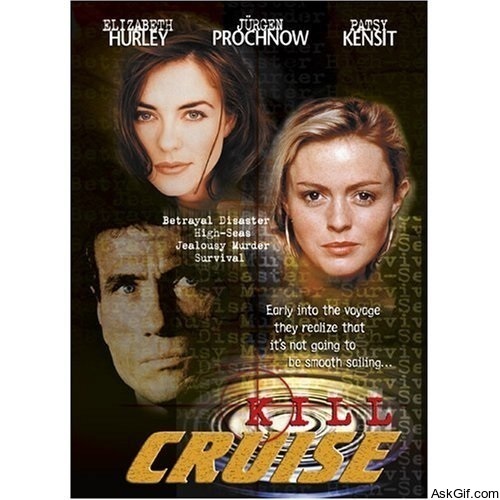 ELIZABETH JÜRGEN PATSY
HURLEY PROCHNOW KENSIT
Betrayal Disaster
High-Seas
Jealousy Murder
Survival
Early into the voyage
they realize that
it's not going to
be smooth sailing...
KILL
CRUISE
AskGif.com